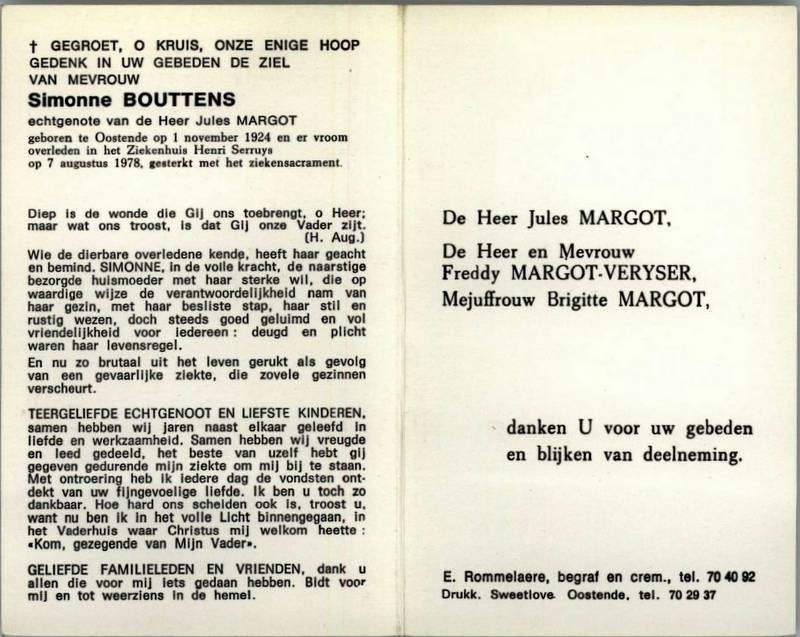 † GEGROET, O KRUIS, ONZE ENIGE HOOP
GEDENK IN UW GEBEDEN DE ZIEL
VAN MEVROUW
Simonne BOUTTENS
echtgenote van de Heer Jules MARGOT
geboren te Oostende op 1 november 1924 en er vroom
overleden in het Ziekenhuis Henri Serruys
op 7 augustus 1978, gesterkt met het ziekensacrament.
Diep is de wonde die Gij ons toebrengt, o Heer;
maar wat ons troost, is dat Gij onze Vader zijt.
(H. Aug.)
Wie de dierbare overledene kende, heeft haar geacht
en bemind. SIMONNE, in de volle kracht, de naarstige
bezorgde huismoeder met haar sterke wil, die op
waardige wijze de verantwoordelijkheid nam van
haar gezin, met haar besliste stap, haar stil en
rustig wezen, doch steeds goed geluimd en vol
vriendelijkheid voor iedereen : deugd en plicht
waren haar levensregel.
En nu zo brutaal uit het leven gerukt als gevolg
van een gevaarlijke ziekte, die zovele gezinnen
verscheurt.
TEERGELIEFDE ECHTGENOOT EN LIEFSTE KINDEREN,
samen hebben wij jaren naast elkaar geleefd in
liefde en werkzaamheid. Samen hebben wij vreugde
en leed gedeeld, het beste van uzelf hebt gij
gegeven gedurende mijn ziekte om mij bij te staan.
Met ontroering heb ik iedere dag de vondsten ont-
dekt van uw fijngevoelige liefde. Ik ben u toch zo
dankbaar. Hoe hard ons scheiden ook is, troost u,
want nu ben ik in het volle Licht binnengegaan, in
het Vaderhuis waar Christus mij welkom heette :
«Kom, gezegende van Mijn Vader».
GELIEFDE FAMILIELEDEN EN VRIENDEN, dank u
allen die voor mij iets gedaan hebben. Bidt voor
mij en tot weerziens in de hemel.
De Heer Jules MARGOT,
De Heer en Mevrouw
Freddy MARGOT-VERYSER,
Mejuffrouw Brigitte MARGOT,
danken U voor uw gebeden
en blijken van deelneming.
E. Rommelaere, begraf en crem., tel. 70 40 92
Drukk. Sweetlove Oostende, tel. 70 29 37